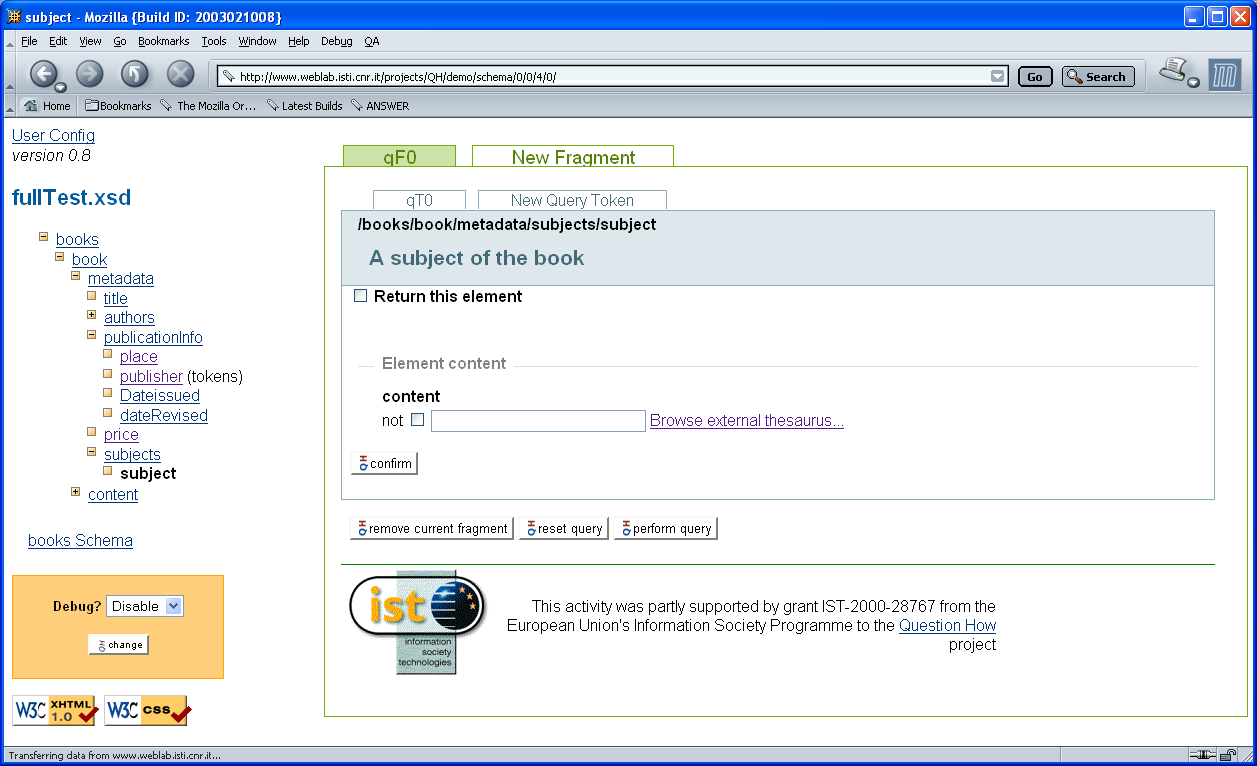 subject - Mozilla {Build ID: 2003021008}
File Edit View Go Bookmarks Tools Window Help Debug QA
http://www.weblab.isti.cnr.it/projects/QH/demo/schema/0/0/4/0/ Go Search
Home Bookmarks The Mozilla Or... Latest Builds ANSWER
User Config
version 0.8
fullTest.xsd
books
book
metadata
title
authors
publicationInfo
place
publisher (tokens)
Dateissued
dateRevised
price
subjects
subject
content
books Schema
Debug? Disable
change
W3C XHTML 1.0 W3C css
qF0 New Fragment
qT0 New Query Token
/books/book/metadata/subjects/subject
A subject of the book
Return this element
Element content
content
not Browse external thesaurus...
confirm
remove current fragment reset query perform query
ist
information
society
technologies
This activity was partly supported by grant IST-2000-28767 from the
European Union's Information Society Programme to the Question How
project
Transferring data from www.weblab.isti.cnr.it...